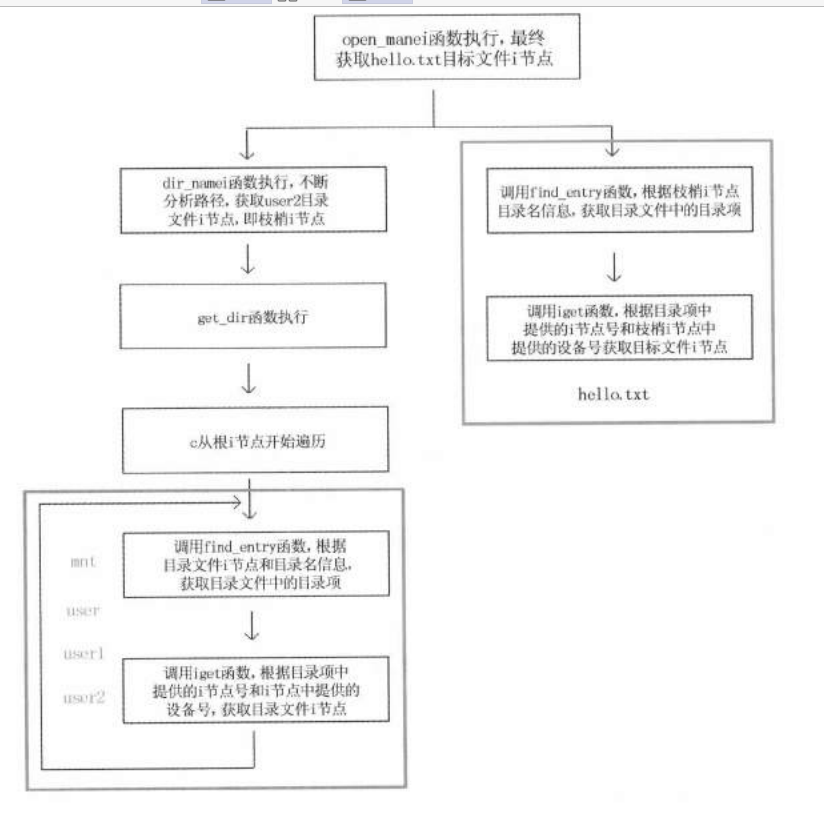 open_manei函数执行，最终
获取hello.txt目标文件i节点
dir_namei函数执行，不断
分析路径，获取user2目录
文件i节点，即枝梢i节点
get_dir函数执行
c从根i节点开始遍历
mnt
user
user1
user2
调用find_entry函数，根据
目录文件i节点和目录名信息，
获取目录文件中的目录项
调用iget函数，根据目录项中
提供的i节点号和i节点中提供的
设备号，获取目录文件i节点
调用find_entry函数，根据枝梢i节点
目录名信息，获取目录文件中的目录项
调用iget函数，根据目录项中
提供的i节点号和枝梢i节点中
提供的设备号获取目标文件i节点
hello.txt